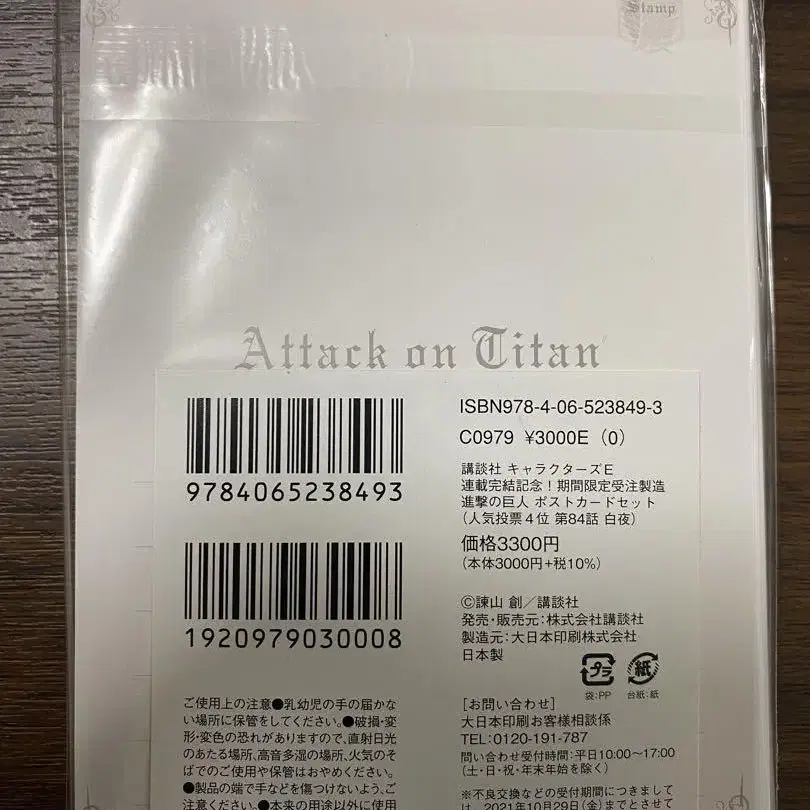 Stamp
Attack on Titan
9784065238493
1920979030008
ISBN978-4-06-523849-3
C0979 ¥3000E (0)
講談社 キャラクターズE
連載完結記念！期間限定受注製造
進撃の巨人 ポストカードセット
（人気投票4位 第84話 白夜）
価格3300円
（本体3000円+税10%）
©諫山 創／講談社
発売・販売元：株式会社講談社
製造元：大日本印刷株式会社
日本製
プラ
紙
袋:PP
台紙:紙
ご使用上の注意●乳幼児の手の届かな
い場所に保管をしてください。●破損・変
形・変色の恐れがありますので、直射日光
のあたる場所、高音多湿の場所、火気のそ
ばでのご使用や保管はおやめください。
●製品の端で手などを傷つけないよう、ご
注意ください。●本来の用途以外に使用
[お問い合わせ]
大日本印刷お客様相談係
TEL:0120-191-787
問い合わせ受付時間：平日10:00～17:00
（土・日・祝・年末年始を除く）
※不良交換などの受付期間につきまして
は、2021年10月29日（金）までとさせて